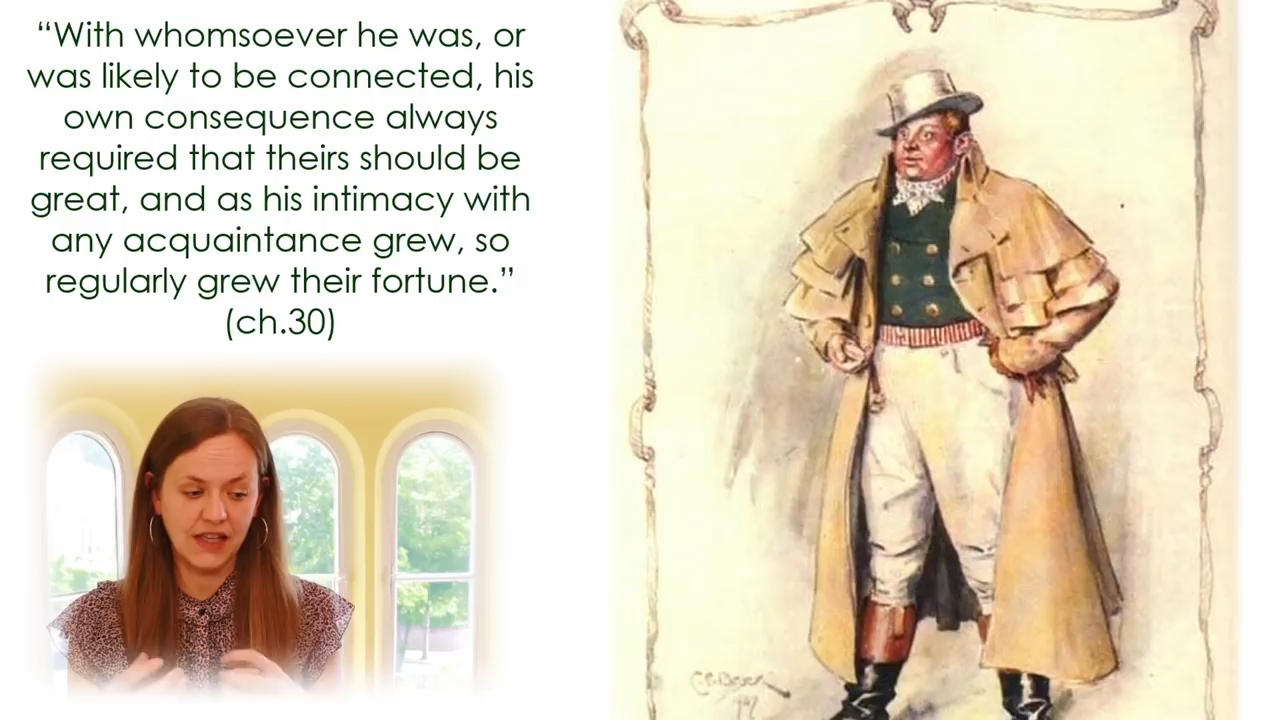 “With whomsoever he was, or
was likely to be connected, his
own consequence always
required that theirs should be
great, and as his intimacy with
any acquaintance grew, so
regularly grew their fortune.”
(ch.30)